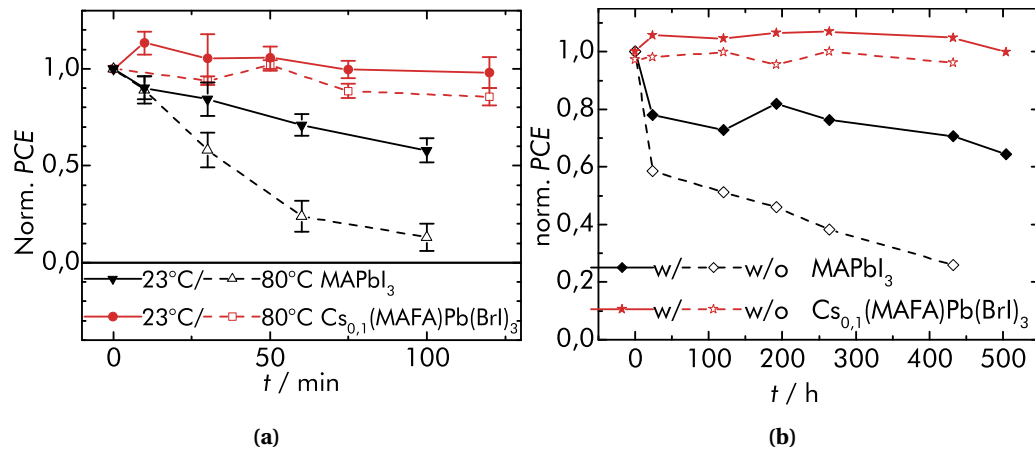 Norm. PCE
1,0
0,5
0,0
23°C/ 80°C MAPbI3
23°C/ 80°C Cs0,1(MAFA)Pb(BrI)3
0 50 100
t / min
(a)
norm. PCE
1,0
0,8
0,6
0,4
0,2
0,0
w/ w/o MAPbI3
w/ w/o Cs0,1(MAFA)Pb(BrI)3
0 100 200 300 400 500
t / h
(b)